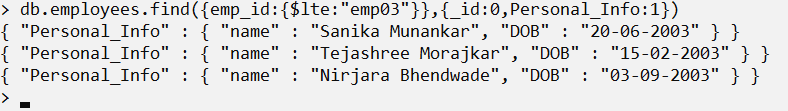 > db.employees.find({emp_id:{$lte:"emp03"}},{_id:0,Personal_Info:1})
{ "Personal_Info" : { "name" : "Sanika Munankar", "DOB" : "20-06-2003" } }
{ "Personal_Info" : { "name" : "Tejashree Morajkar", "DOB" : "15-02-2003" } }
{ "Personal_Info" : { "name" : "Nirjara Bhendwade", "DOB" : "03-09-2003" } }
>